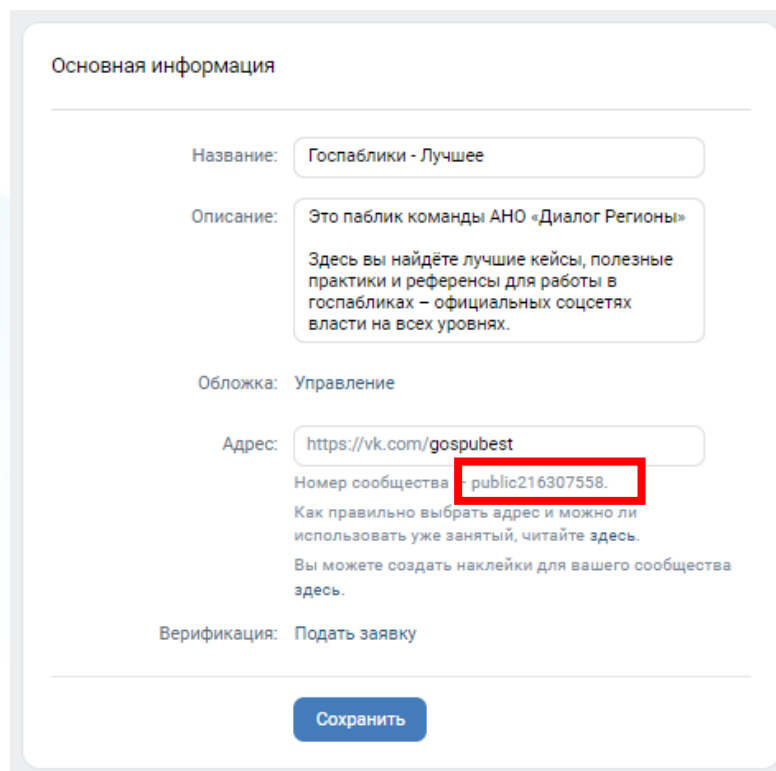 Основная информация
Название: Госпаблики - Лучшее
Описание: Это паблик команды АНО «Диалог Регионы»
Здесь вы найдёте лучшие кейсы, полезные
практики и референсы для работы в
госпабликах – официальных соцсетях
власти на всех уровнях.
Обложка: Управление
Адрес: https://vk.com/gospubest
Номер сообщества – public216307558.
Как правильно выбрать адрес и можно ли
использовать уже занятый, читайте здесь.
Вы можете создать наклейки для вашего сообщества
здесь.
Верификация: Подать заявку
Сохранить